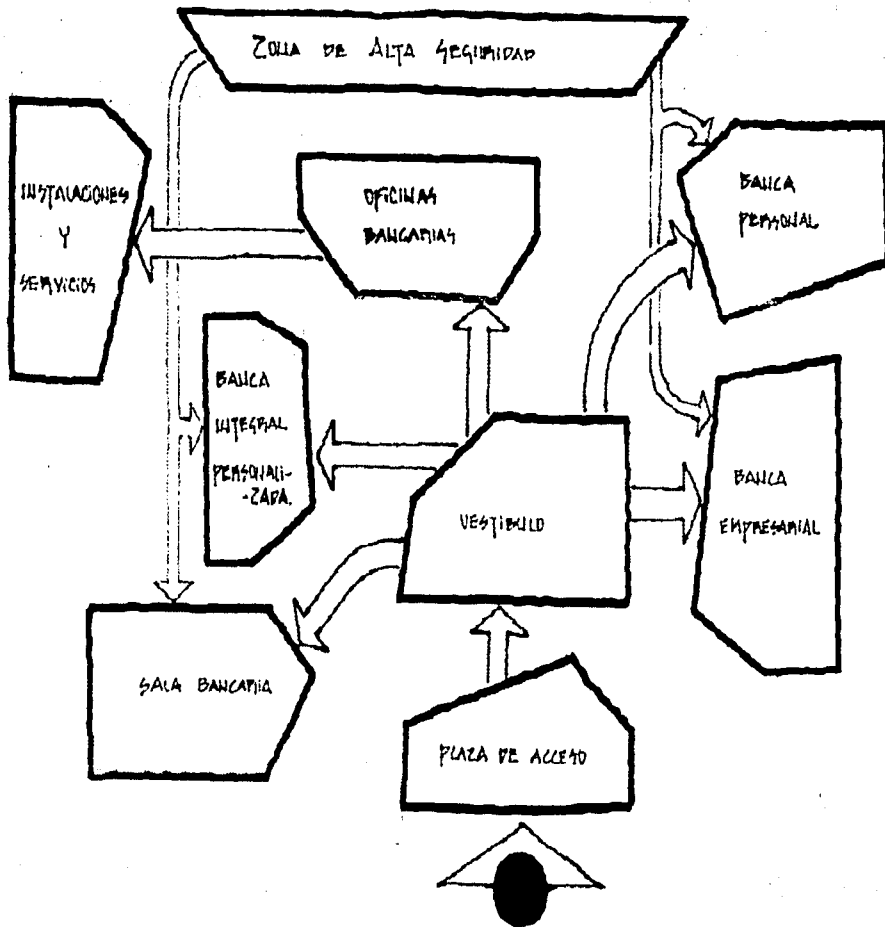 ZONA DE ALTA SEGURIDAD
INSTALACIONES
Y
SERVICIOS
OFICINAS
BANCARIAS
BANCA
PERSONAL
BANCA
INTEGRAL
PERSONALI-
-ZADA.
VESTIBULO
BANCA
EMPRESARIAL
SALA BANCARIA
PLAZA DE ACCESO